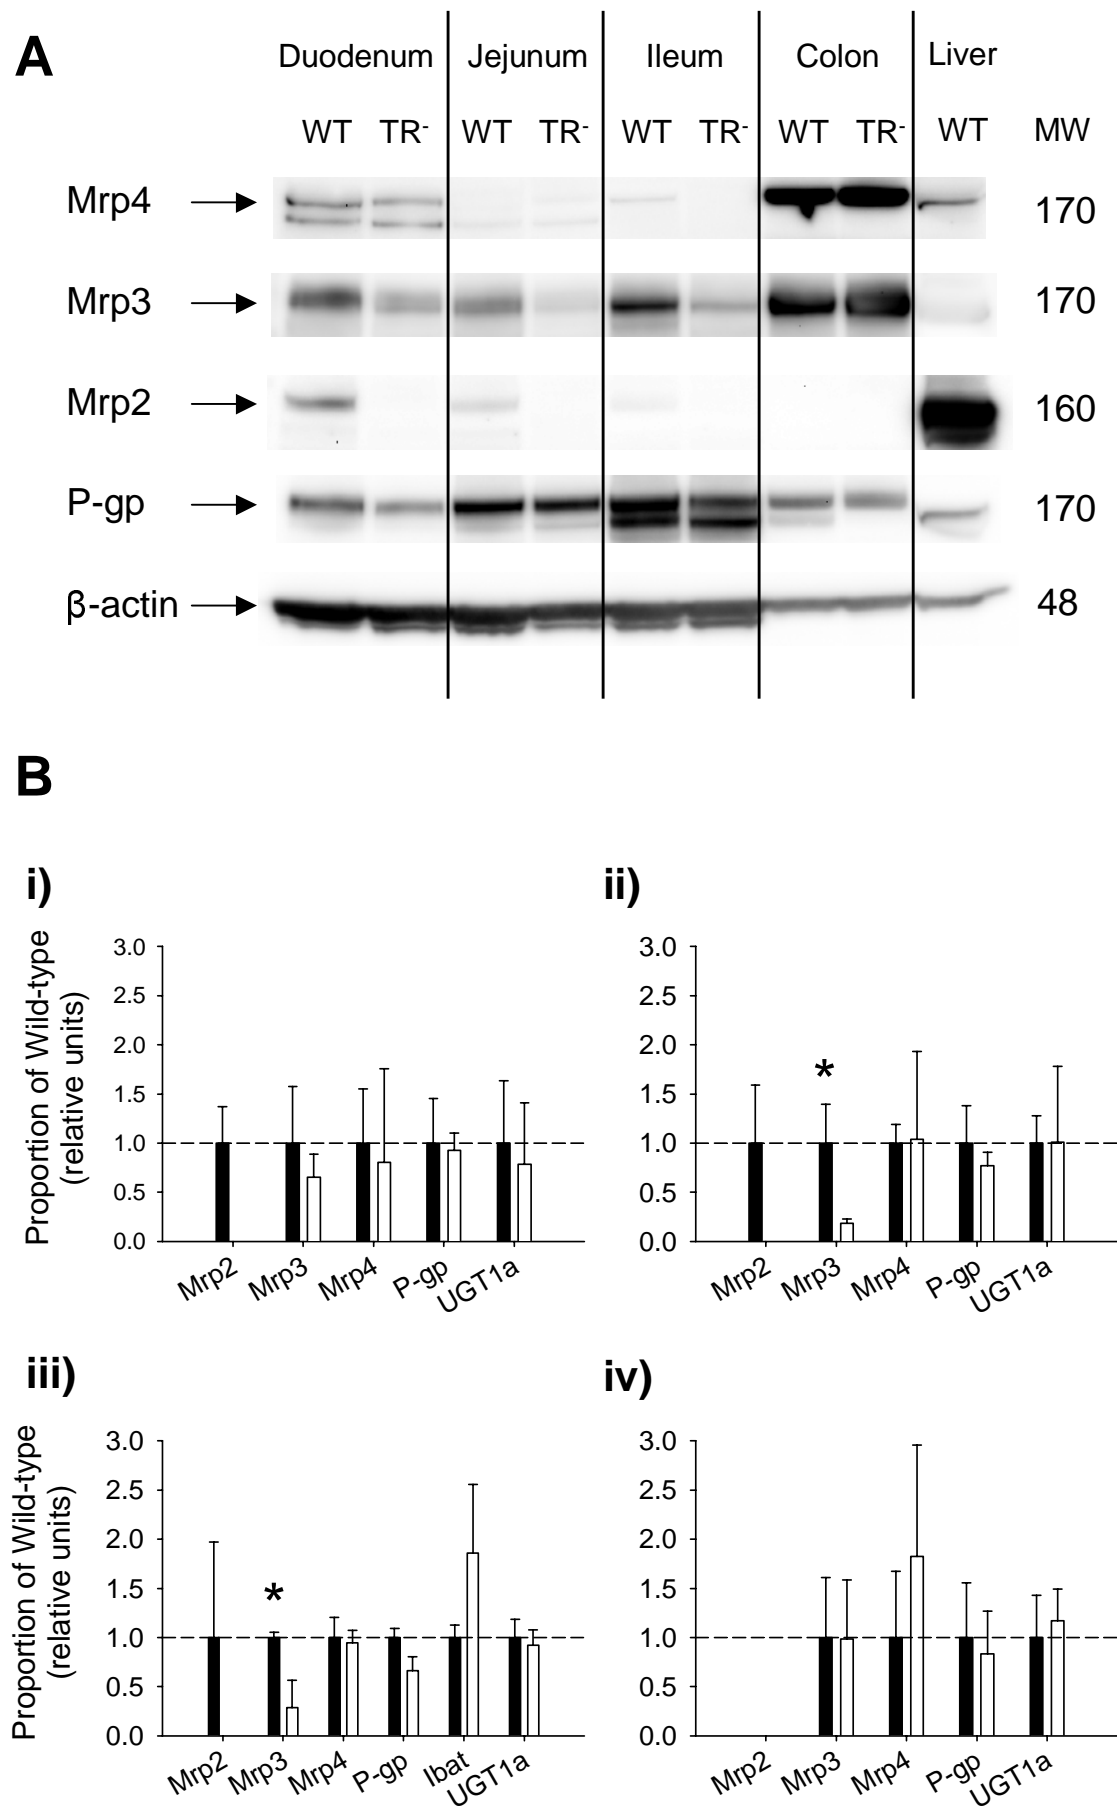 A
Duodenum Jejunum Ileum Colon Liver
WT TR- WT TR- WT TR- WT TR- WT MW
Mrp4 170
Mrp3 170
Mrp2 160
P-gp 170
β-actin 48
B
i)
Proportion of Wild-type
(relative units)
3.0
2.5
2.0
1.5
1.0
0.5
0.0
Mrp2 Mrp3 Mrp4 P-gp UGT1a
ii)
3.0
2.5
2.0
1.5
1.0
0.5
0.0
*
Mrp2 Mrp3 Mrp4 P-gp UGT1a
iii)
Proportion of Wild-type
(relative units)
3.0
2.5
2.0
1.5
1.0
0.5
0.0
*
Mrp2 Mrp3 Mrp4 P-gp Ibat UGT1a
iv)
3.0
2.5
2.0
1.5
1.0
0.5
0.0
Mrp2 Mrp3 Mrp4 P-gp UGT1a